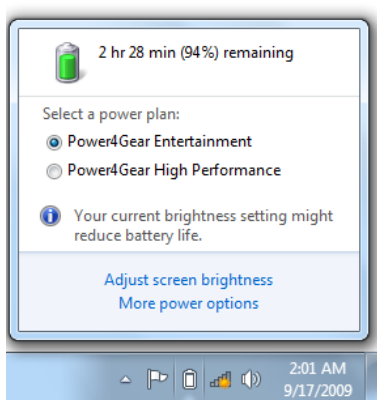 2 hr 28 min (94%) remaining
Select a power plan:
Power4Gear Entertainment
Power4Gear High Performance
Your current brightness setting might
reduce battery life.
Adjust screen brightness
More power options
2:01 AM
9/17/2009